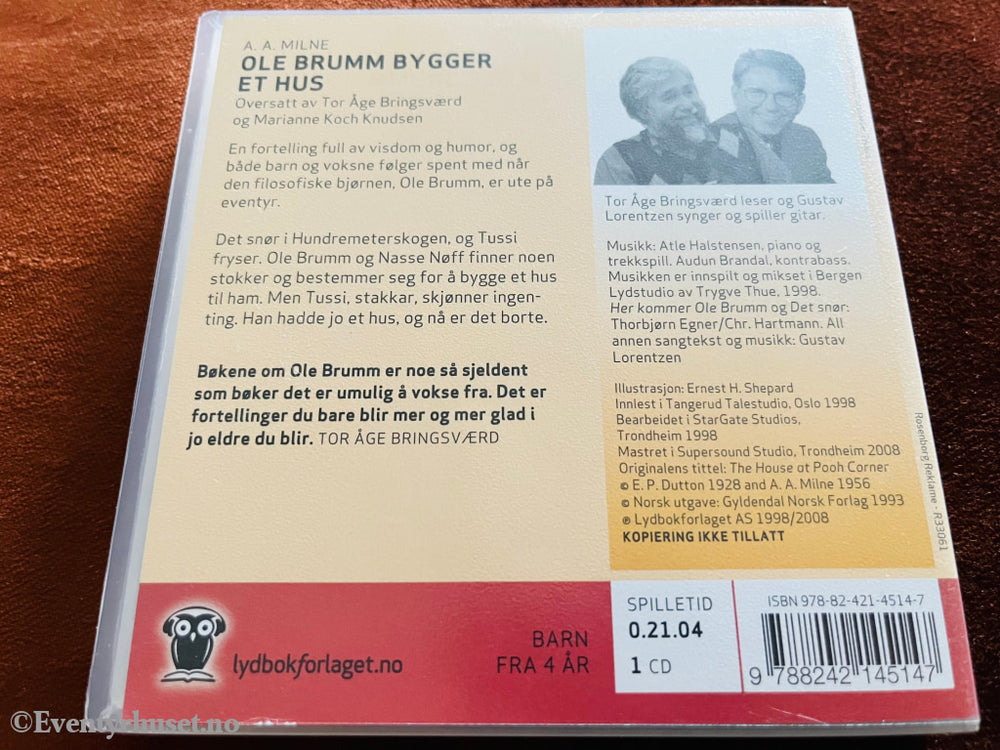 A. A. MILNE
OLE BRUMM BYGGER
ET HUS
Oversatt av Tor Åge Bringsværd
og Marianne Koch Knudsen
En fortelling full av visdom og humor, og
både barn og voksne følger spent med når
den filosofiske bjørnen, Ole Brumm, er ute på
eventyr.
Det snør i Hundremeterskogen, og Tussi
fryser. Ole Brumm og Nasse Nøff finner noen
stokker og bestemmer seg for å bygge et hus
til ham. Men Tussi, stakkar, skjønner ingen-
ting. Han hadde jo et hus, og nå er det borte.
Bøkene om Ole Brumm er noe så sjeldent
som bøker det er umulig å vokse fra. Det er
fortellinger du bare blir mer og mer glad i
jo eldre du blir. TOR ÅGE BRINGSVÆRD
Tor Åge Bringsværd leser og Gustav
Lorentzen synger og spiller gitar.
Musikk: Atle Halstensen, piano og
trekkspill. Audun Brandal, kontrabass.
Musikken er innspilt og mikset i Bergen
Lydstudio av Trygve Thue, 1998.
Her kommer Ole Brumm og Det snør:
Thorbjørn Egner/Chr. Hartmann. All
annen sangtekst og musikk: Gustav
Lorentzen
Illustrasjon: Ernest H. Shepard
Innlest i Tangerud Talestudio, Oslo 1998
Bearbeidet i StarGate Studios,
Trondheim 1998
Mastret i Supersound Studio, Trondheim 2008
Originalens tittel: The House at Pooh Corner
© E. P. Dutton 1928 and A. A. Milne 1956
© Norsk utgave: Gyldendal Norsk Forlag 1993
℗ Lydbokforlaget AS 1998/2008
KOPIERING IKKE TILLATT
Rosenborg Reklame - R33061
lydbokforlaget.no
BARN
FRA 4 ÅR
SPILLETID
0.21.04
1 CD
ISBN 978-82-421-4514-7
9 788242 145147
©Eventyrhuset.no